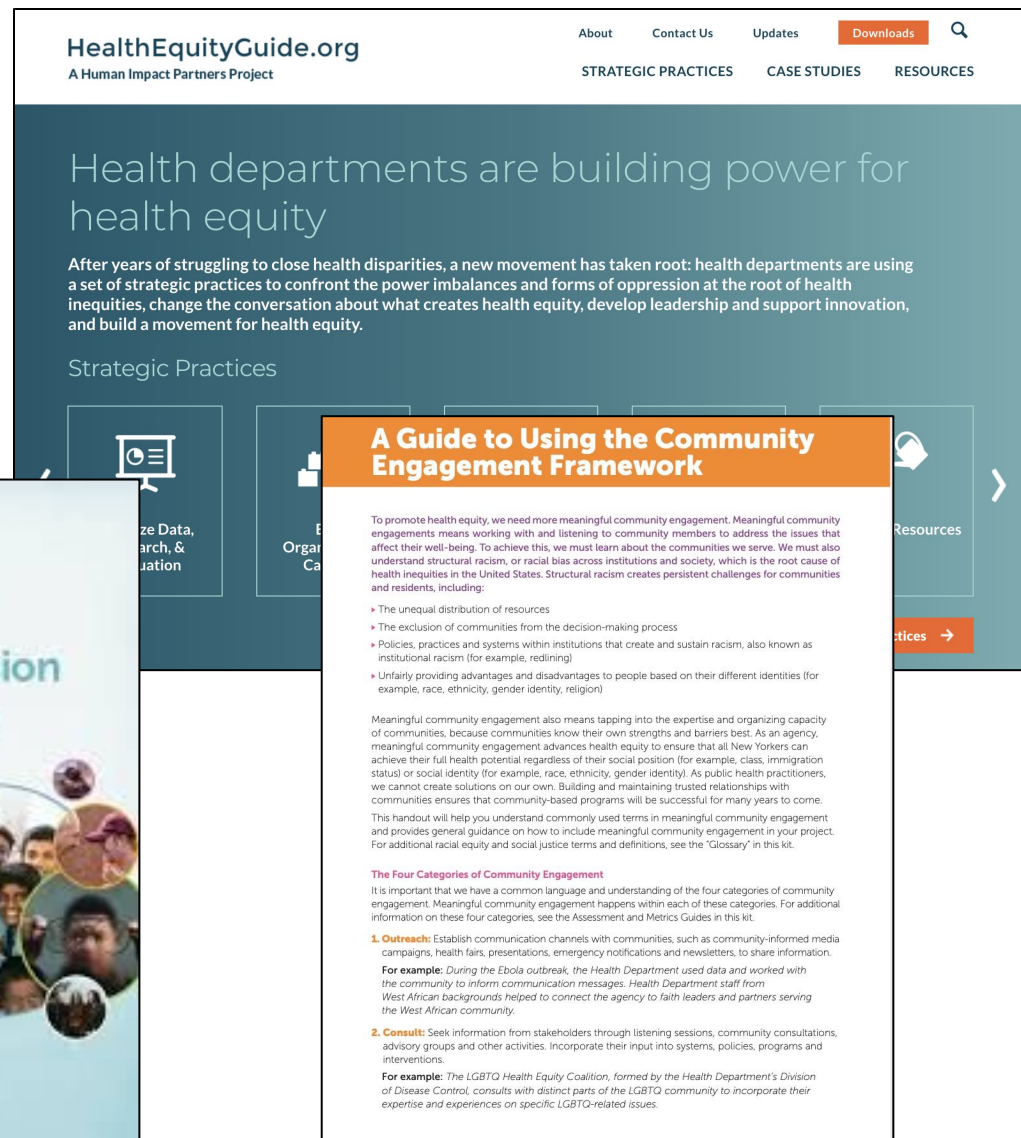 HealthEquityGuide.org
A Human Impact Partners Project
About Contact Us Updates Downloads
STRATEGIC PRACTICES CASE STUDIES RESOURCES
Health departments are building power for
health equity
After years of struggling to close health disparities, a new movement has taken root: health departments are using
a set of strategic practices to confront the power imbalances and forms of oppression at the root of health
inequities, change the conversation about what creates health equity, develop leadership and support innovation,
and build a movement for health equity.
Strategic Practices
ze Data,
arch, &
uation
Organ
Ca
Resources
ctices
ion
A Guide to Using the Community
Engagement Framework
To promote health equity, we need more meaningful community engagement. Meaningful community
engagements means working with and listening to community members to address the issues that
affect their well-being. To achieve this, we must learn about the communities we serve. We must also
understand structural racism, or racial bias across institutions and society, which is the root cause of
health inequities in the United States. Structural racism creates persistent challenges for communities
and residents, including:
The unequal distribution of resources
The exclusion of communities from the decision-making process
Policies, practices and systems within institutions that create and sustain racism, also known as
institutional racism (for example, redlining)
Unfairly providing advantages and disadvantages to people based on their different identities (for
example, race, ethnicity, gender identity, religion)
Meaningful community engagement also means tapping into the expertise and organizing capacity
of communities, because communities know their own strengths and barriers best. As an agency,
meaningful community engagement advances health equity to ensure that all New Yorkers can
achieve their full health potential regardless of their social position (for example, class, immigration
status) or social identity (for example, race, ethnicity, gender identity). As public health practitioners,
we cannot create solutions on our own. Building and maintaining trusted relationships with
communities ensures that community-based programs will be successful for many years to come.
This handout will help you understand commonly used terms in meaningful community engagement
and provides general guidance on how to include meaningful community engagement in your project.
For additional racial equity and social justice terms and definitions, see the "Glossary" in this kit.
The Four Categories of Community Engagement
It is important that we have a common language and understanding of the four categories of community
engagement. Meaningful community engagement happens within each of these categories. For additional
information on these four categories, see the Assessment and Metrics Guides in this kit.
1. Outreach: Establish communication channels with communities, such as community-informed media
campaigns, health fairs, presentations, emergency notifications and newsletters, to share information.
For example: During the Ebola outbreak, the Health Department used data and worked with
the community to inform communication messages. Health Department staff from
West African backgrounds helped to connect the agency to faith leaders and partners serving
the West African community.
2. Consult: Seek information from stakeholders through listening sessions, community consultations,
advisory groups and other activities. Incorporate their input into systems, policies, programs and
interventions.
For example: The LGBTQ Health Equity Coalition, formed by the Health Department's Division
of Disease Control, consults with distinct parts of the LGBTQ community to incorporate their
expertise and experiences on specific LGBTQ-related issues.